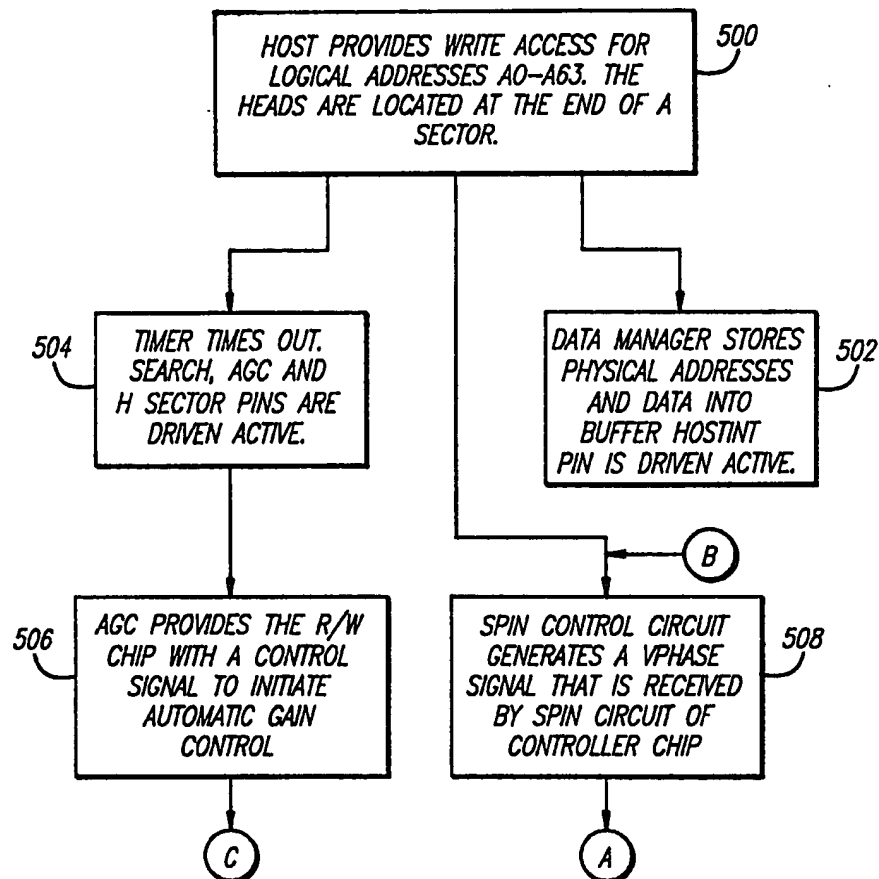 HOST PROVIDES WRITE ACCESS FOR
LOGICAL ADDRESSES A0-A63. THE
HEADS ARE LOCATED AT THE END OF A
SECTOR.
500
504
TIMER TIMES OUT.
SEARCH, AGC AND
H SECTOR PINS ARE
DRIVEN ACTIVE.
DATA MANAGER STORES
PHYSICAL ADDRESSES
AND DATA INTO
BUFFER HOSTINT
PIN IS DRIVEN ACTIVE.
502
B
506
AGC PROVIDES THE R/W
CHIP WITH A CONTROL
SIGNAL TO INITIATE
AUTOMATIC GAIN
CONTROL
SPIN CONTROL CIRCUIT
GENERATES A VPHASE
SIGNAL THAT IS RECEIVED
BY SPIN CIRCUIT OF
CONTROLLER CHIP
508
C
A